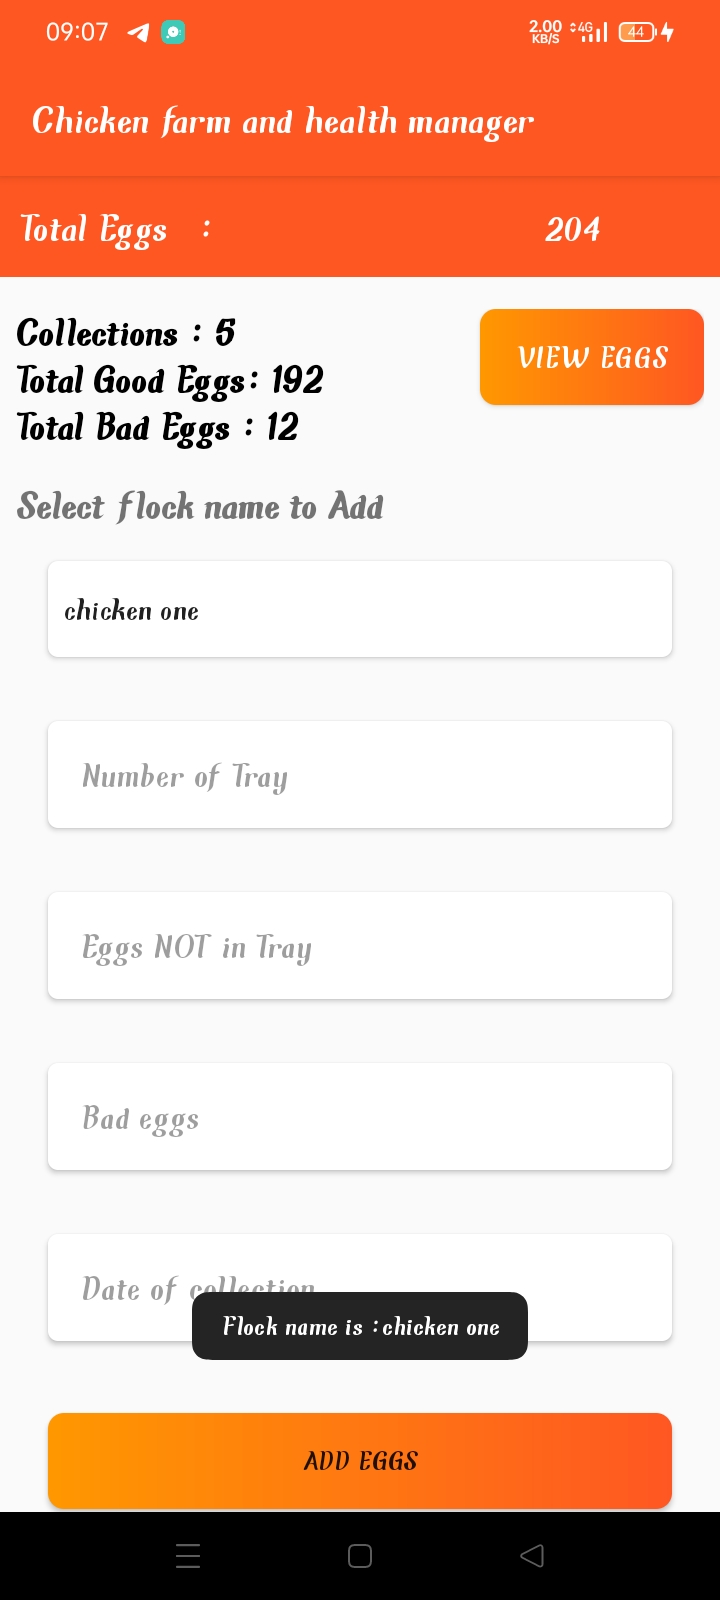 09:07
2.00 KB/S 4G 44
Chicken farm and health manager
Total Eggs : 204
Collections : 5
VIEW EGGS
Total Good Eggs: 192
Total Bad Eggs : 12
Select flock name to Add
chicken one
Number of Tray
Eggs NOT in Tray
Bad eggs
Date of collection
Flock name is :chicken one
ADD EGGS